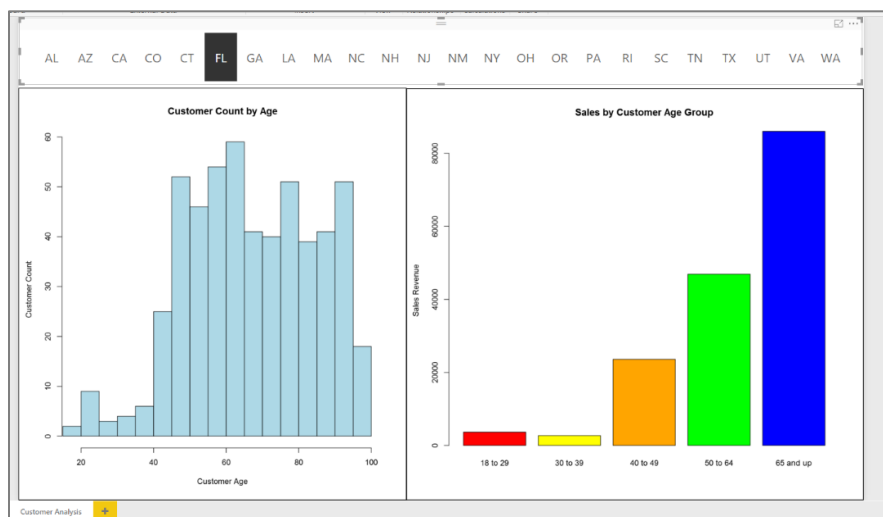 AL AZ CA CO CT FL GA LA MA NC NH NJ NM NY OH OR PA RI SC TN TX UT VA WA
Customer Count by Age
Customer Count
0 10 20 30 40 50 60
20 40 60 80 100
Customer Age
Sales by Customer Age Group
Sales Revenue
0 20000 40000 60000 80000
18 to 29 30 to 39 40 to 49 50 to 64 65 and up
Customer Analysis